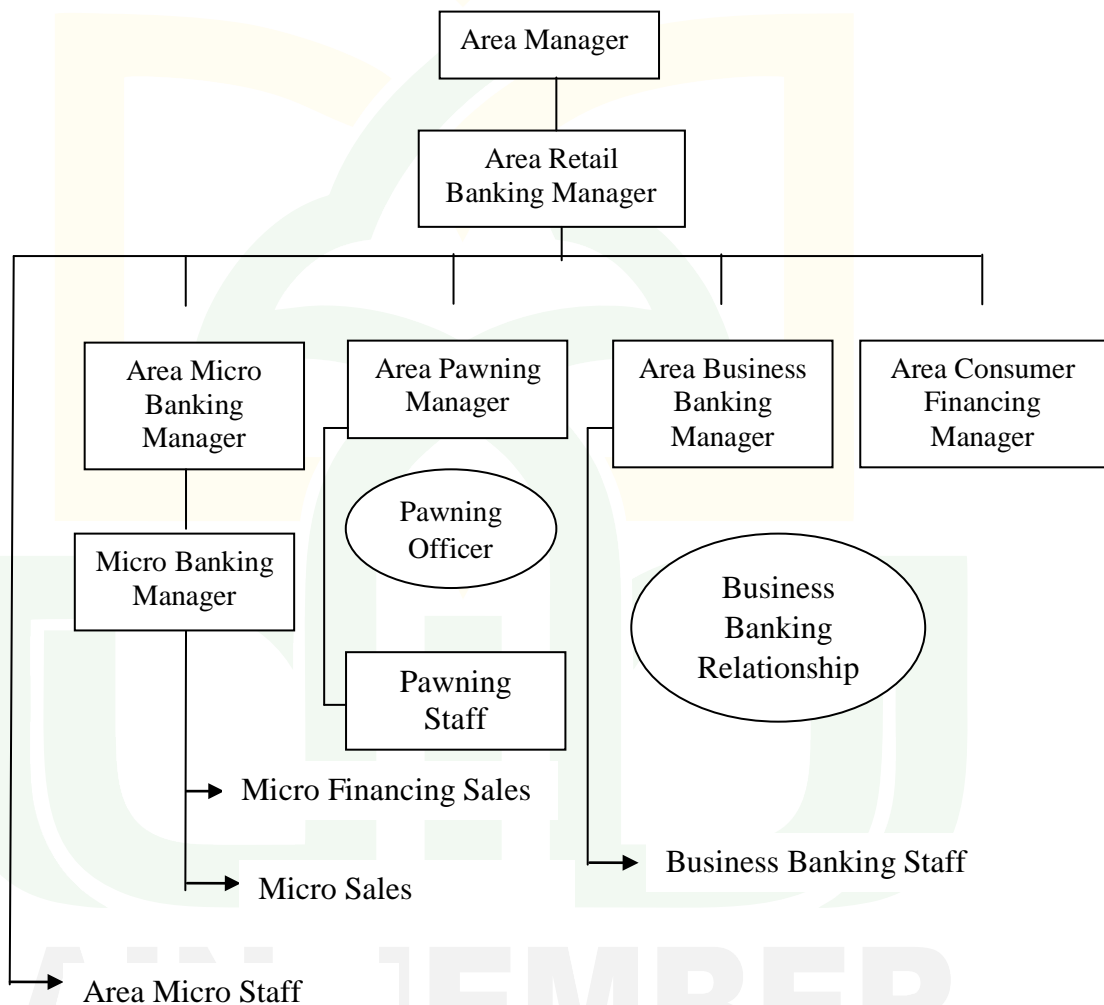 Area Manager
Area Retail
Banking Manager
Area Micro
Banking
Manager
Area Pawning
Manager
Area Business
Banking
Manager
Area Consumer
Financing
Manager
Pawning
Officer
Micro Banking
Manager
Business
Banking
Relationship
Pawning
Staff
Micro Financing Sales
Business Banking Staff
Micro Sales
Area Micro Staff